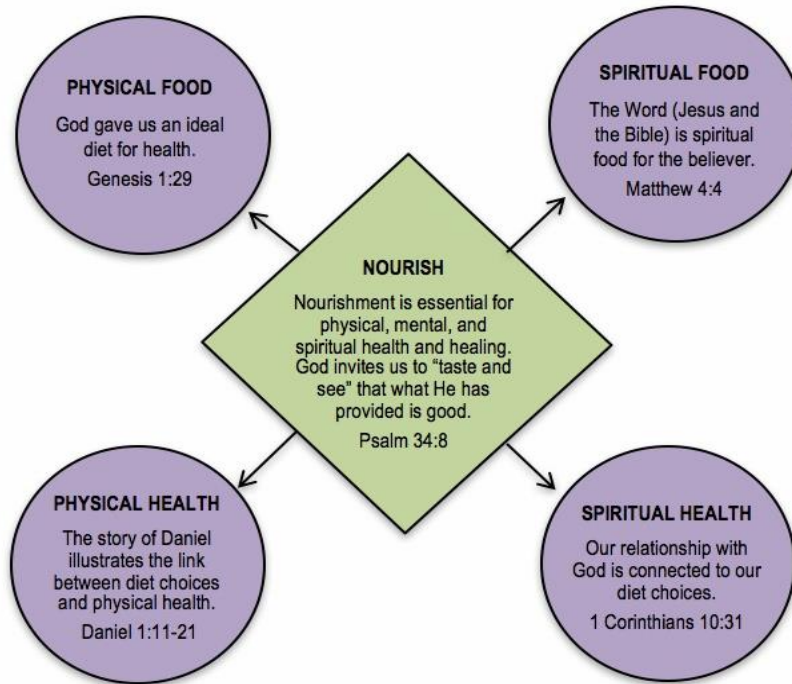 PHYSICAL FOOD
God gave us an ideal
diet for health.
Genesis 1:29
SPIRITUAL FOOD
The Word (Jesus and
the Bible) is spiritual
food for the believer.
Matthew 4:4
NOURISH
Nourishment is essential for
physical, mental, and
spiritual health and healing.
God invites us to “taste and
see” that what He has
provided is good.
Psalm 34:8
PHYSICAL HEALTH
The story of Daniel
illustrates the link
between diet choices
and physical health.
Daniel 1:11-21
SPIRITUAL HEALTH
Our relationship with
God is connected to our
diet choices.
1 Corinthians 10:31